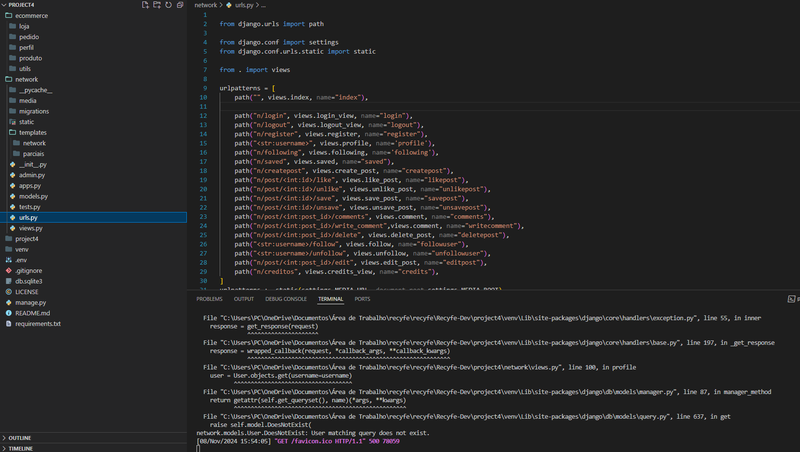 PROJECT4
ecommerce
loja
pedido
perfil
produto
utils
network
__pycache__
media
migrations
static
templates
network
parciais
__init__.py
admin.py
apps.py
models.py
tests.py
urls.py
views.py
project4
venv
.env
.gitignore
db.sqlite3
LICENSE
manage.py
README.md
requirements.txt
OUTLINE
TIMELINE
network > urls.py > ...
1
2 from django.urls import path
3
4 from django.conf import settings
5 from django.conf.urls.static import static
6
7 from . import views
8
9 urlpatterns = [
10 path("", views.index, name="index"),
11
12 path("n/login", views.login_view, name="login"),
13 path("n/logout", views.logout_view, name="logout"),
14 path("n/register", views.register, name="register"),
15 path("<str:username>", views.profile, name='profile'),
16 path("n/following", views.following, name='following'),
17 path("n/saved", views.saved, name="saved"),
18 path("n/createpost", views.create_post, name="createpost"),
19 path("n/post/<int:id>/like", views.like_post, name="likepost"),
20 path("n/post/<int:id>/unlike", views.unlike_post, name="unlikepost"),
21 path("n/post/<int:id>/save", views.save_post, name="savepost"),
22 path("n/post/<int:id>/unsave", views.unsave_post, name="unsavepost"),
23 path("n/post/<int:post_id>/comments", views.comment, name="comments"),
24 path("n/post/<int:post_id>/write_comment",views.comment, name="writecomment"),
25 path("n/post/<int:post_id>/delete", views.delete_post, name="deletepost"),
26 path("<str:username>/follow", views.follow, name="followuser"),
27 path("<str:username>/unfollow", views.unfollow, name="unfollowuser"),
28 path("n/post/<int:post_id>/edit", views.edit_post, name="editpost"),
29 path("n/creditos", views.credits_view, name="credits"),
30 ]
PROBLEMS OUTPUT DEBUG CONSOLE TERMINAL PORTS
File "C:\Users\PC\OneDrive\Documentos\Área de Trabalho\recyfe\recyfe\Recyfe-Dev\project4\venv\Lib\site-packages\django\core\handlers\exception.py", line 55, in inner
response = get_response(request)
^^^^^^^^^^^^^^^^^^^^^
File "C:\Users\PC\OneDrive\Documentos\Área de Trabalho\recyfe\recyfe\Recyfe-Dev\project4\venv\Lib\site-packages\django\core\handlers\base.py", line 197, in _get_response
response = wrapped_callback(request, *callback_args, **callback_kwargs)
^^^^^^^^^^^^^^^^^^^^^^^^^^^^^^^^^^^^^^^^^^^^^^^^^^^^^^^^^^^^
File "C:\Users\PC\OneDrive\Documentos\Área de Trabalho\recyfe\recyfe\Recyfe-Dev\project4\network\views.py", line 100, in profile
user = User.objects.get(username=username)
^^^^^^^^^^^^^^^^^^^^^^^^^^^^^^^^^^^
File "C:\Users\PC\OneDrive\Documentos\Área de Trabalho\recyfe\recyfe\Recyfe-Dev\project4\venv\Lib\site-packages\django\db\models\manager.py", line 87, in manager_method
return getattr(self.get_queryset(), name)(*args, **kwargs)
^^^^^^^^^^^^^^^^^^^^^^^^^^^^^^^^^^^^^^^^^^^^^^^^^^^
File "C:\Users\PC\OneDrive\Documentos\Área de Trabalho\recyfe\recyfe\Recyfe-Dev\project4\venv\Lib\site-packages\django\db\models\query.py", line 637, in get
raise self.model.DoesNotExist(
network.models.User.DoesNotExist: User matching query does not exist.
[08/Nov/2024 15:54:05] "GET /favicon.ico HTTP/1.1" 500 78059